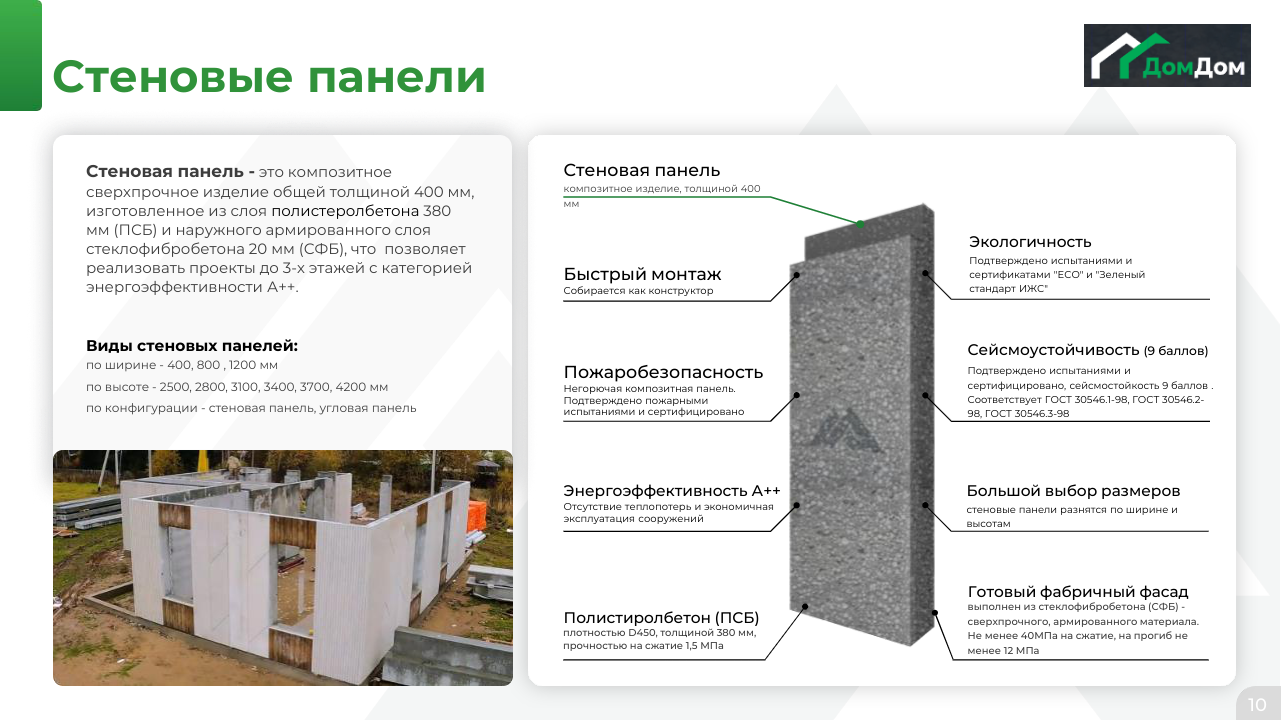 Стеновые панели
ДомДом
Стеновая панель - это композитное
сверхпрочное изделие общей толщиной 400 мм,
изготовленное из слоя полистеролбетона 380
мм (ПСБ) и наружного армированного слоя
стеклофибробетона 20 мм (СФБ), что  позволяет
реализовать проекты до 3-х этажей с категорией
энергоэффективности А++.
Виды стеновых панелей:
по ширине - 400, 800 , 1200 мм
по высоте - 2500, 2800, 3100, 3400, 3700, 4200 мм
по конфигурации - стеновая панель, угловая панель
Стеновая панель
композитное изделие, толщиной 400
мм
Быстрый монтаж
Собирается как конструктор
Пожаробезопасность
Негорючая композитная панель.
Подтверждено пожарными
испытаниями и сертифицировано
Энергоэффективность А++
Отсутствие теплопотерь и экономичная
эксплуатация сооружений
Полистиролбетон (ПСБ)
плотностью D450, толщиной 380 мм,
прочностью на сжатие 1,5 МПа
Экологичность
Подтверждено испытаниями и
сертификатами "ECO" и "Зеленый
стандарт ИЖС"
Сейсмоустойчивость (9 баллов)
Подтверждено испытаниями и
сертифицировано, сейсмостойкость 9 баллов .
Соответствует ГОСТ 30546.1-98, ГОСТ 30546.2-
98, ГОСТ 30546.3-98
Большой выбор размеров
стеновые панели разнятся по ширине и
высотам
Готовый фабричный фасад
выполнен из стеклофибробетона (СФБ) -
сверхпрочного, армированного материала.
Не менее 40МПа на сжатие, на прогиб не
менее 12 МПа
10